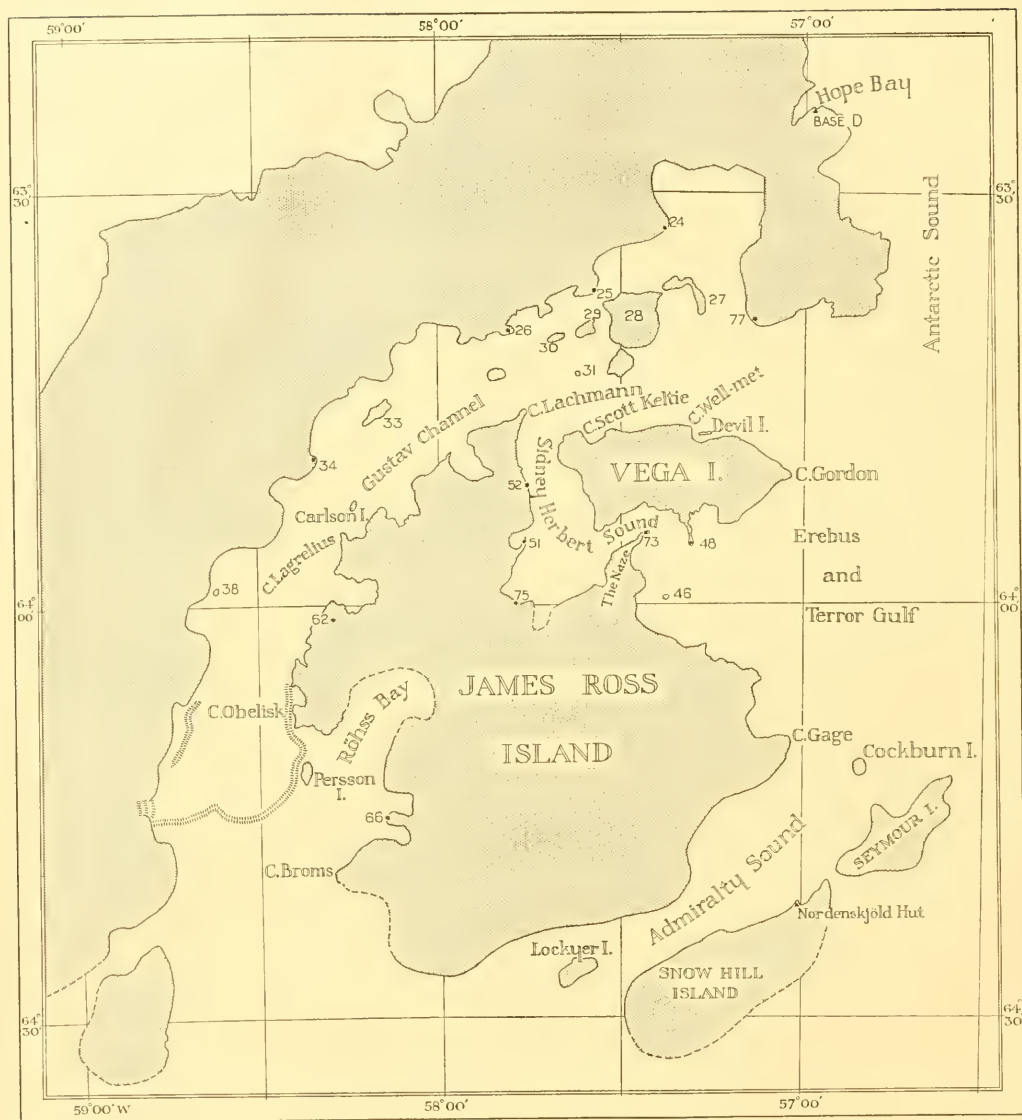 59°00'
58°00'
57°00'
Hope Bay
BASE D
63°
30'
63°
30'
Antarctic Sound
24
25
26
27
28
29
30
31
77
33
34
C.Lachmann
C.Scott Keltie
C.Well-met
Devil I.
Gustav Channel
Sidney Herbert
Sound
VEGA I.
C.Gordon
52
51
73
48
Carlson I.
Erebus
and
Terror Gulf
The Naze
C.Lagrelius
38
46
75
62
64°
00'
64°
00'
JAMES ROSS
ISLAND
C.Obelisk
Röhss Bay
Persson
I.
66
C.Gage
Cockburn I.
SEYMOUR I.
C.Broms
Admiralty Sound
Nordenskjöld Hut
Lockyer I.
SNOW HILL
ISLAND
64°
30'
64°
30'
59°00'W
58°00'
57°00'